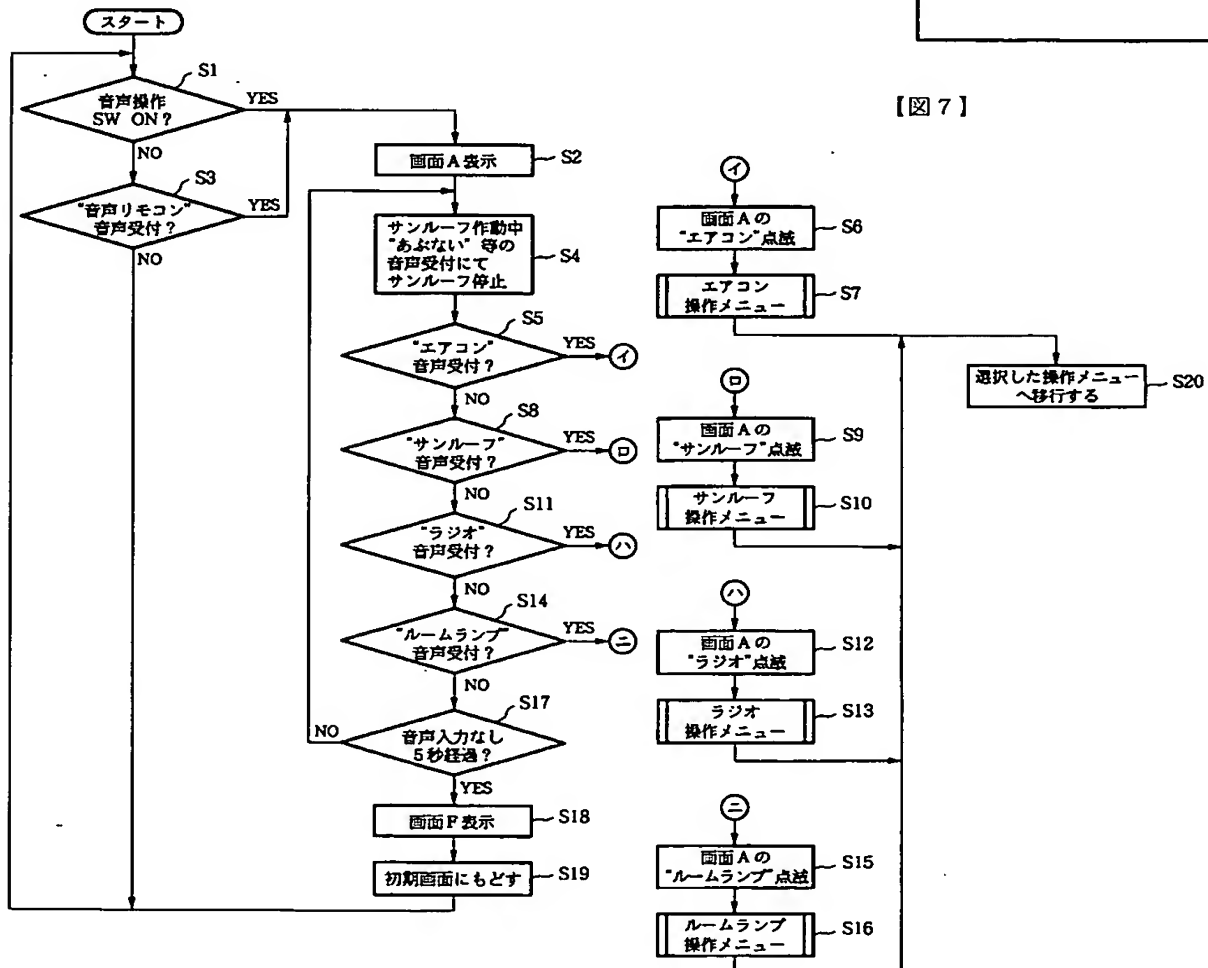 スタート
S1
音声操作
SW ON?
YES
NO
S3
"音声リモコン"
音声受付?
YES
NO
画面A表示
S2
サンルーフ作動中
"あぶない" 等の
音声受付にて
サンルーフ停止
S4
S5
"エアコン"
音声受付?
YES
イ
NO
S8
"サンルーフ"
音声受付?
YES
ロ
NO
S11
"ラジオ"
音声受付?
YES
ハ
NO
S14
"ルームランプ"
音声受付?
YES
ニ
NO
S17
音声入力なし
5秒経過?
NO
YES
画面F表示
S18
初期画面にもどす
S19
【図7】
イ
画面Aの
"エアコン"点滅
S6
エアコン
操作メニュー
S7
選択した操作メニュー
へ移行する
S20
ロ
画面Aの
"サンルーフ"点滅
S9
サンルーフ
操作メニュー
S10
ハ
画面Aの
"ラジオ"点滅
S12
ラジオ
操作メニュー
S13
ニ
画面Aの
"ルームランプ"点滅
S15
ルームランプ
操作メニュー
S16